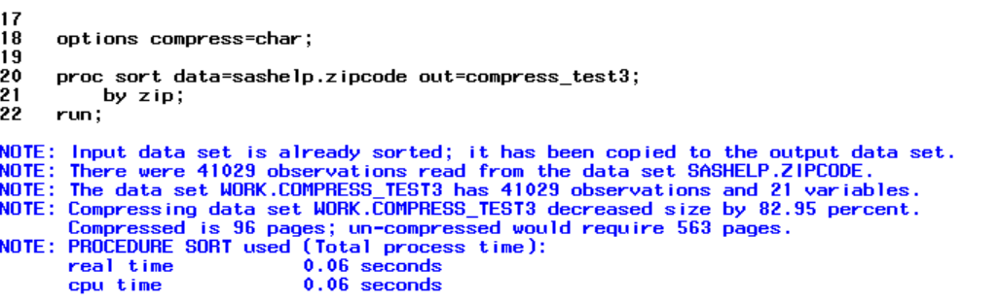 17
18 options compress=char;
19
20 proc sort data=sashelp.zipcode out=compress_test3;
21 by zip;
22 run;
NOTE: Input data set is already sorted; it has been copied to the output data set.
NOTE: There were 41029 observations read from the data set SASHELP.ZIPCODE.
NOTE: The data set WORK.COMPRESS_TEST3 has 41029 observations and 21 variables.
NOTE: Compressing data set WORK.COMPRESS_TEST3 decreased size by 82.95 percent.
Compressed is 96 pages; un-compressed would require 563 pages.
NOTE: PROCEDURE SORT used (Total process time):
real time 0.06 seconds
cpu time 0.06 seconds